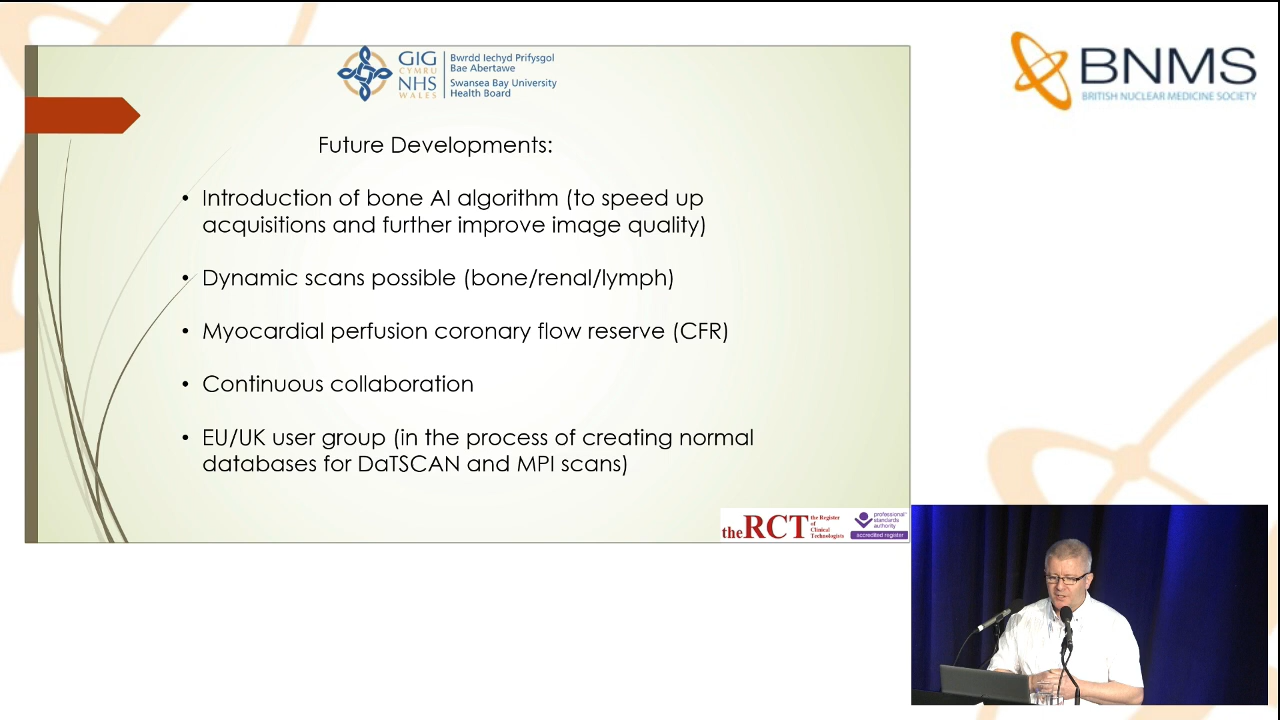 GIG
CYMRU
NHS
WALES
Bwrdd Iechyd Prifysgol
Bae Abertawe
Swansea Bay University
Health Board
BNMS
BRITISH NUCLEAR MEDICINE SOCIETY
Future Developments:
• Introduction of bone AI algorithm (to speed up
acquisitions and further improve image quality)
• Dynamic scans possible (bone/renal/lymph)
• Myocardial perfusion coronary flow reserve (CFR)
• Continuous collaboration
• EU/UK user group (in the process of creating normal
databases for DaTSCAN and MPI scans)
theRCT
the Register
of
Clinical
Technologists
professional
standards
authority
accredited register